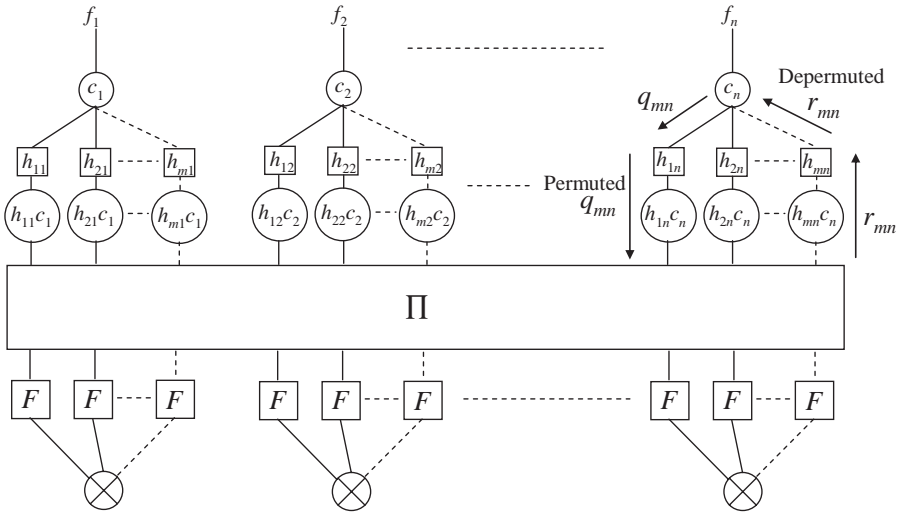 f₁ f₂ fₙ
c₁ c₂ cₙ
Depermuted
qₘₙ rₘₙ
h₁₁ h₂₁ hₘ₁ h₁₂ h₂₂ hₘ₂ h₁ₙ h₂ₙ hₘₙ
Permuted
qₘₙ
h₁₁c₁ h₂₁c₁ hₘ₁c₁ h₁₂c₂ h₂₂c₂ hₘ₂c₂ h₁ₙcₙ h₂ₙcₙ hₘₙcₙ rₘₙ
Π
F F F F F F F F F